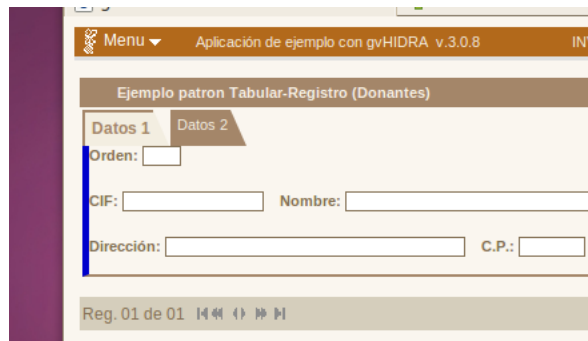 Menu Aplicación de ejemplo con gvHIDRA v.3.0.8
Ejemplo patron Tabular-Registro (Donantes)
Datos 1 Datos 2
Orden:
CIF: Nombre:
Dirección: C.P.:
Reg. 01 de 01